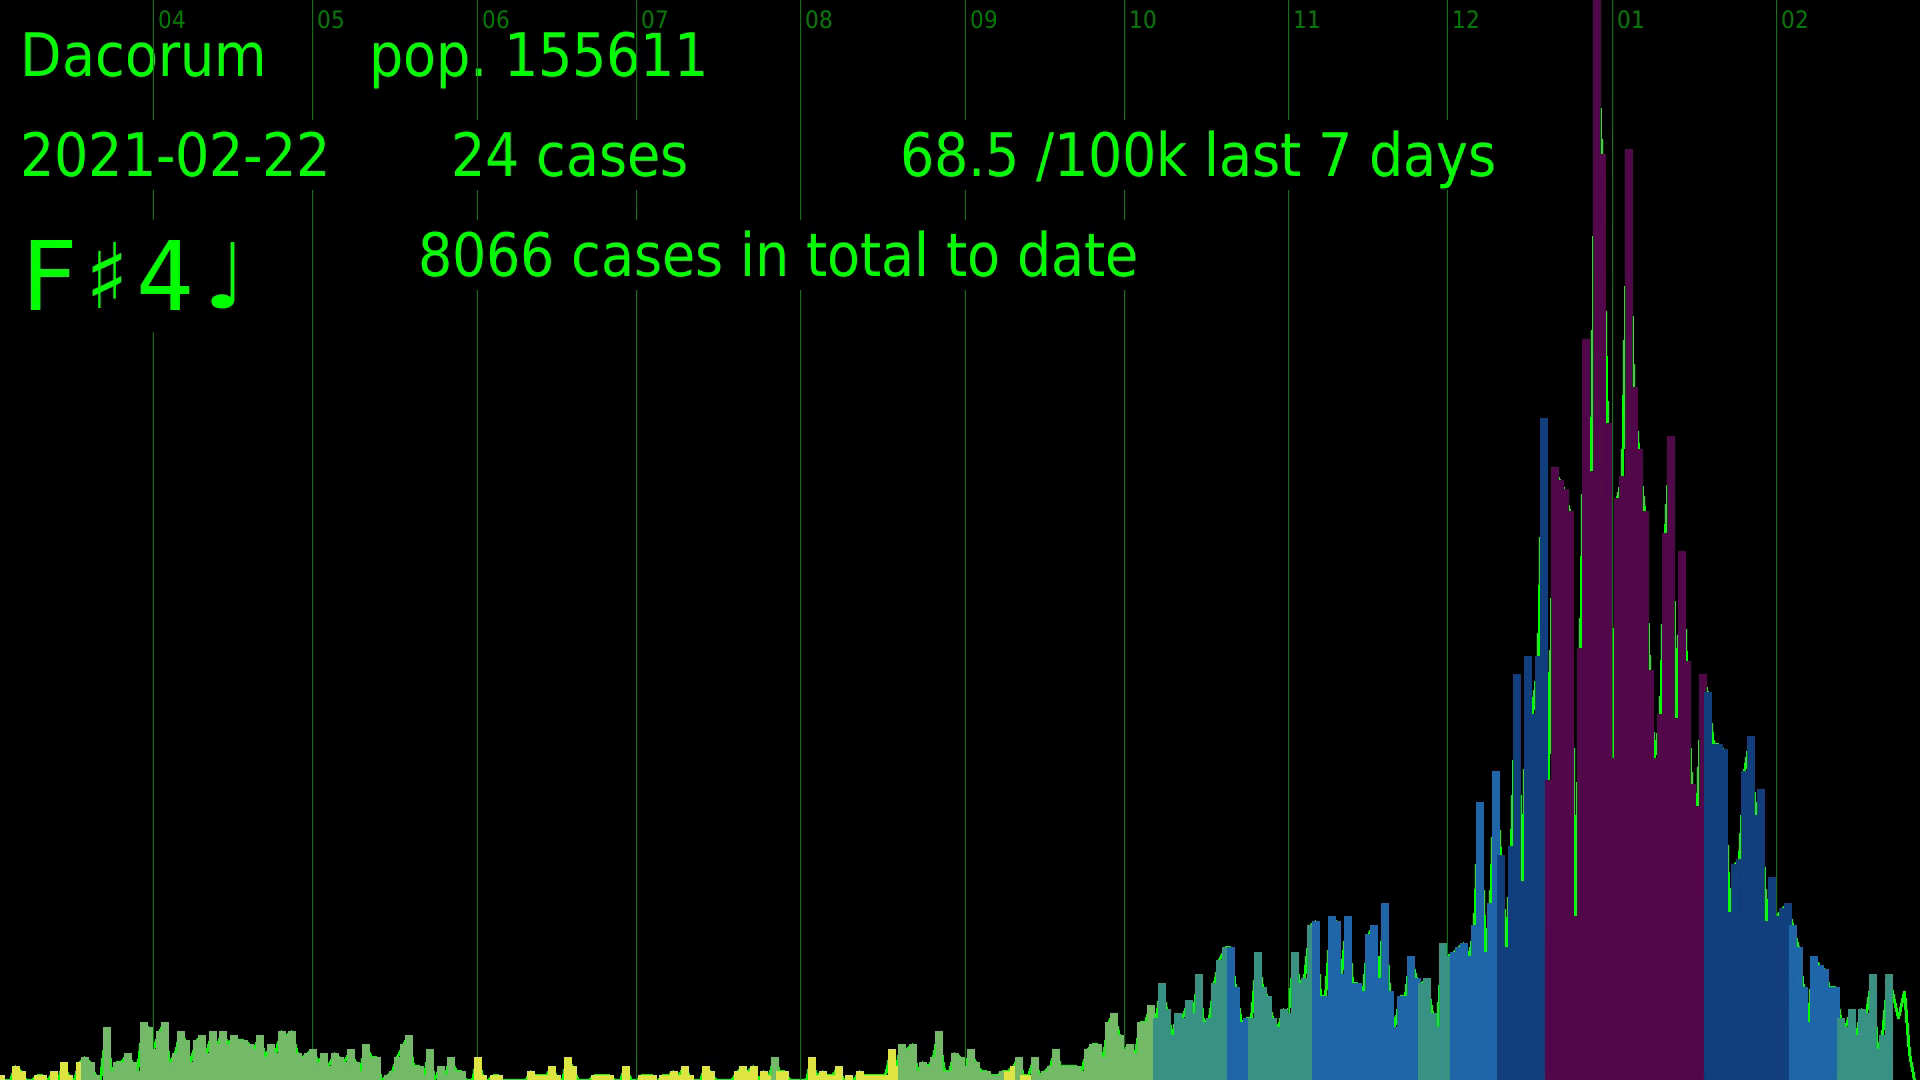 04 05 06 07 08 09 10 11 12 01 02
Dacorum pop. 155611
2021-02-22 24 cases 68.5 /100k last 7 days
F♯4♩ 8066 cases in total to date